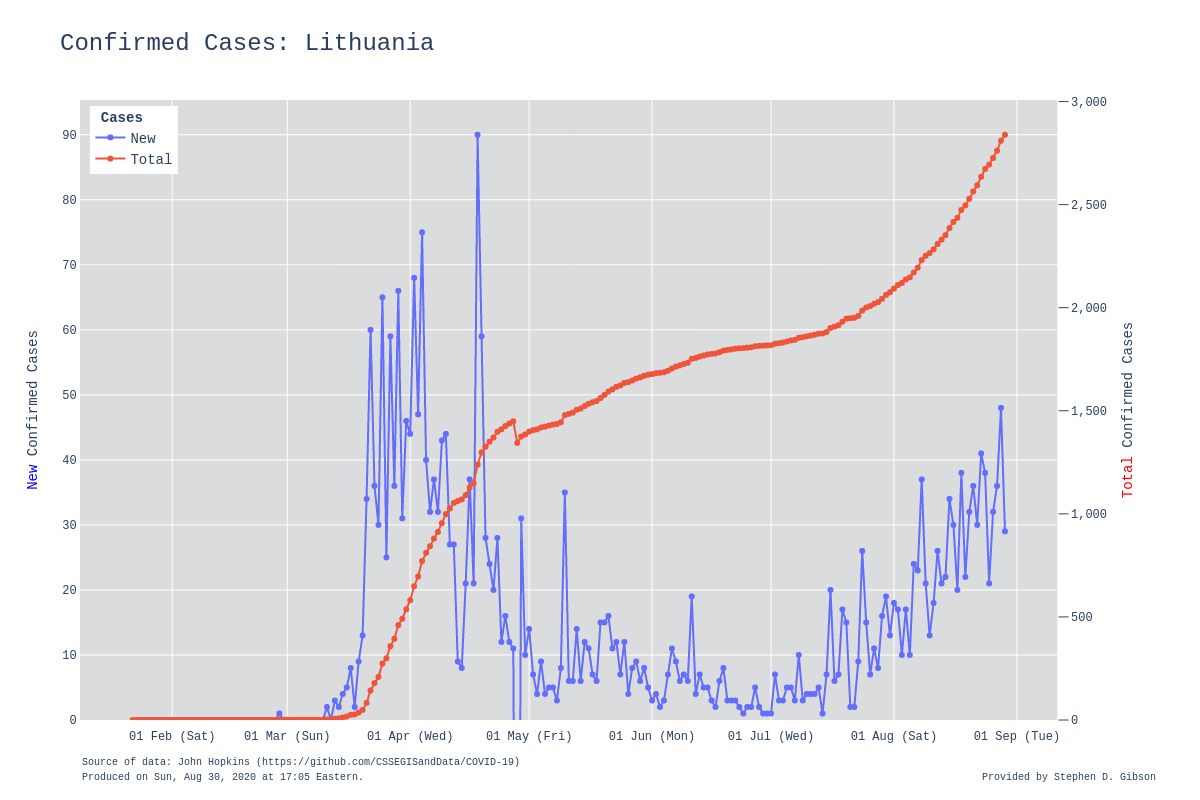 Confirmed Cases: Lithuania
Cases
New
Total
90
80
70
60
50
40
30
20
10
0
New Confirmed Cases
3,000
2,500
2,000
1,500
1,000
500
0
Total Confirmed Cases
01 Feb (Sat) 01 Mar (Sun) 01 Apr (Wed) 01 May (Fri) 01 Jun (Mon) 01 Jul (Wed) 01 Aug (Sat) 01 Sep (Tue)
Source of data: John Hopkins (https://github.com/CSSEGISandData/COVID-19)
Produced on Sun, Aug 30, 2020 at 17:05 Eastern.
Provided by Stephen D. Gibson